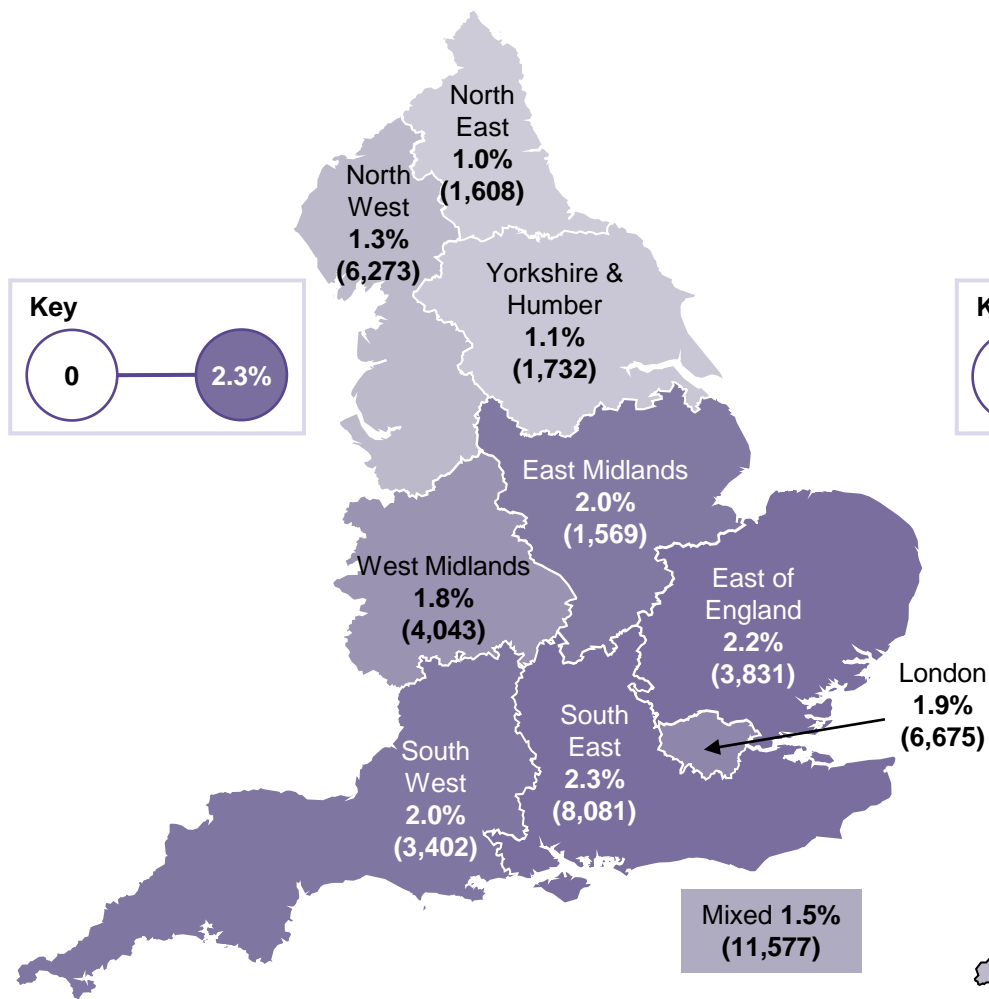 North
East
1.0%
(1,608)
North
West
1.3%
(6,273)
Yorkshire &
Humber
1.1%
(1,732)
Key
0
2.3%
K
East Midlands
2.0%
(1,569)
West Midlands
1.8%
(4,043)
East of
England
2.2%
(3,831)
London
1.9%
(6,675)
South
East
2.3%
(8,081)
South
West
2.0%
(3,402)
Mixed 1.5%
(11,577)